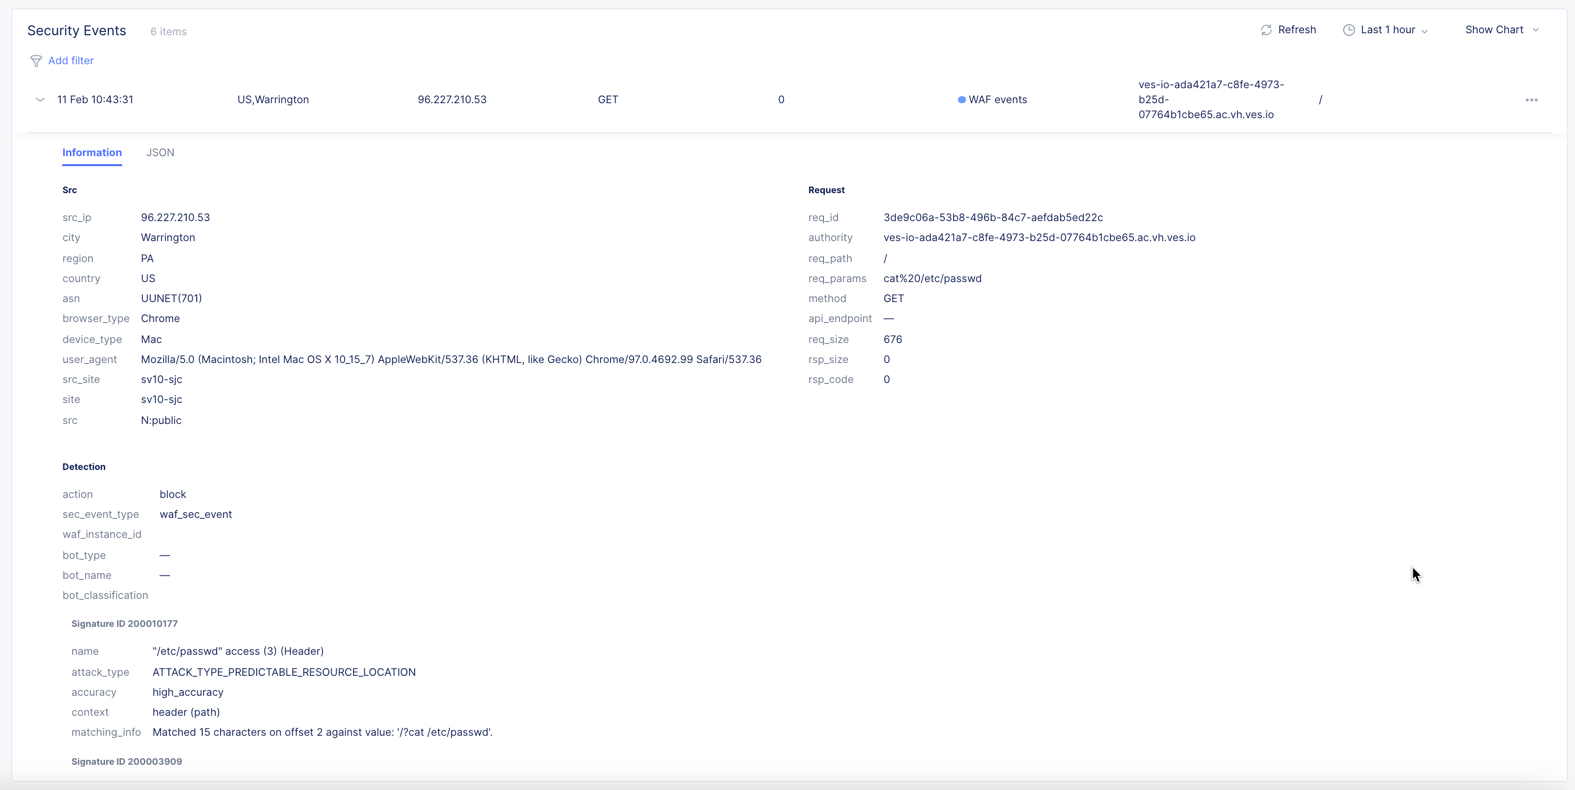 Security Events 6 items Refresh Last 1 hour Show Chart
Add filter
11 Feb 10:43:31 US,Warrington 96.227.210.53 GET 0 WAF events ves-io-ada421a7-c8fe-4973-
b25d-
07764b1cbe65.ac.vh.ves.io /
Information JSON
Src
src_ip 96.227.210.53
city Warrington
region PA
country US
asn UUNET(701)
browser_type Chrome
device_type Mac
user_agent Mozilla/5.0 (Macintosh; Intel Mac OS X 10_15_7) AppleWebKit/537.36 (KHTML, like Gecko) Chrome/97.0.4692.99 Safari/537.36
src_site sv10-sjc
site sv10-sjc
src N:public
Request
req_id 3de9c06a-53b8-496b-84c7-aefdab5ed22c
authority ves-io-ada421a7-c8fe-4973-b25d-07764b1cbe65.ac.vh.ves.io
req_path /
req_params cat%20/etc/passwd
method GET
api_endpoint —
req_size 676
rsp_size 0
rsp_code 0
Detection
action block
sec_event_type waf_sec_event
waf_instance_id
bot_type —
bot_name —
bot_classification
Signature ID 200010177
name "/etc/passwd" access (3) (Header)
attack_type ATTACK_TYPE_PREDICTABLE_RESOURCE_LOCATION
accuracy high_accuracy
context header (path)
matching_info Matched 15 characters on offset 2 against value: '/?cat /etc/passwd'.
Signature ID 200003909